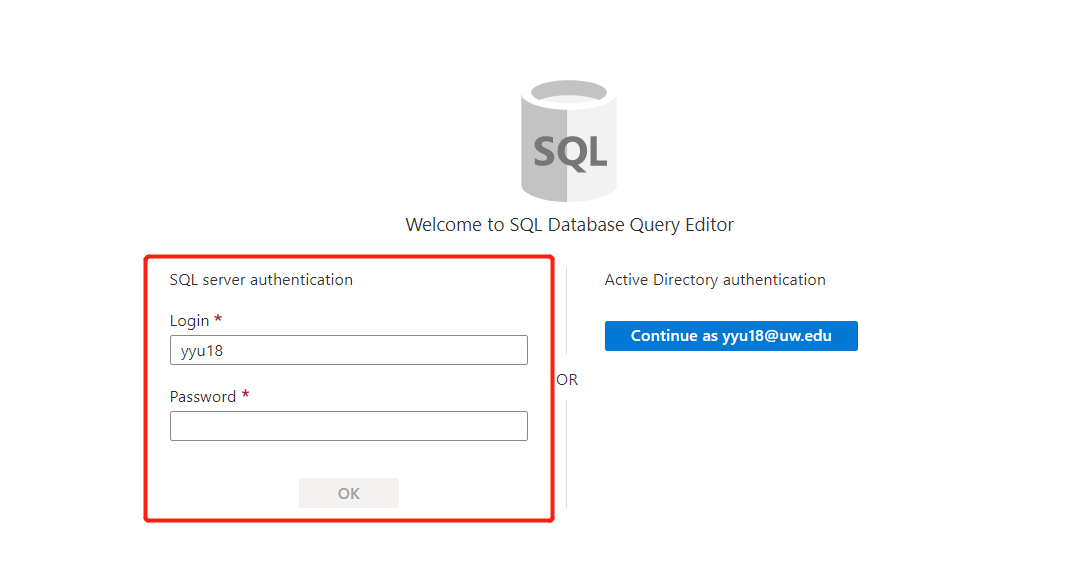 SQL
Welcome to SQL Database Query Editor
SQL server authentication
Login *
yyu18
Password *
OK
OR
Active Directory authentication
Continue as yyu18@uw.edu